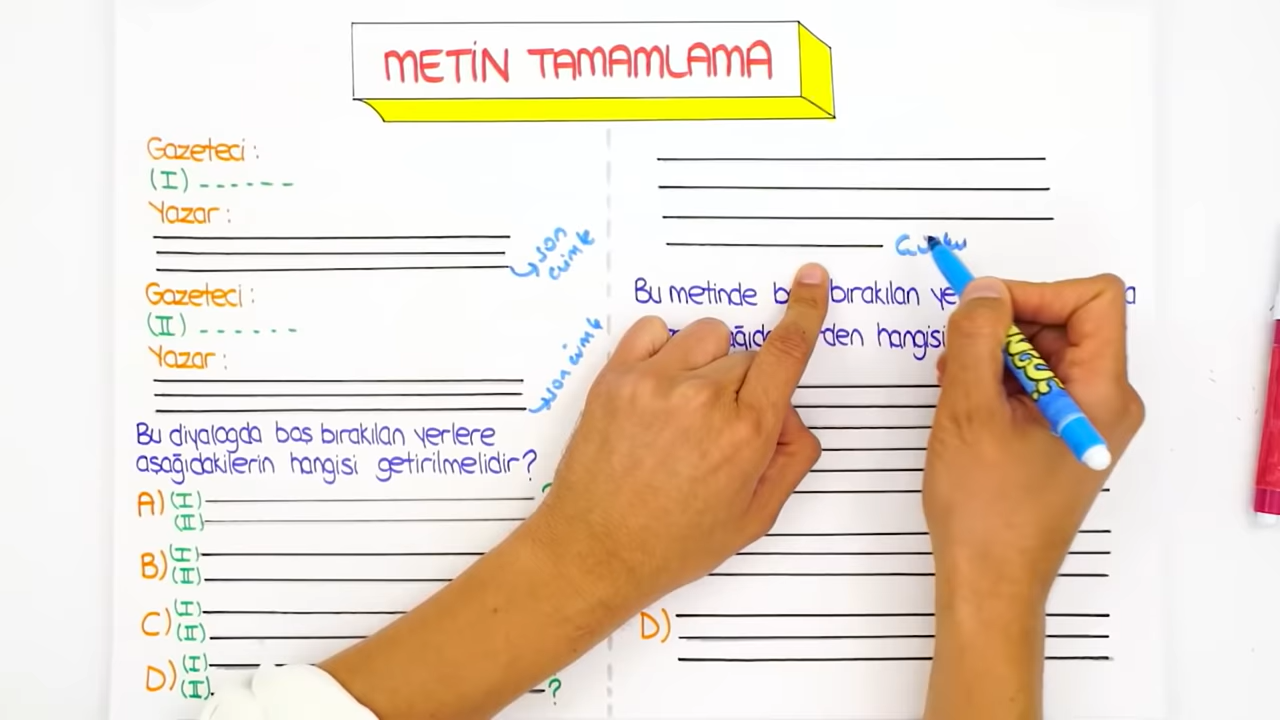 METİN TAMAMLAMA
Gazeteci :
(I) ------
Yazar :
son
cümle
Gazeteci :
(II) ------
Yazar :
son cümle
Bu diyalogda boş bırakılan yerlere
aşağıdakilerin hangisi getirilmelidir?
A) (I)
(II)
B) (I)
(II)
C) (I)
(II)
D) (I)
(II) ?
Bu metinde bırakılan
hangisi
D)